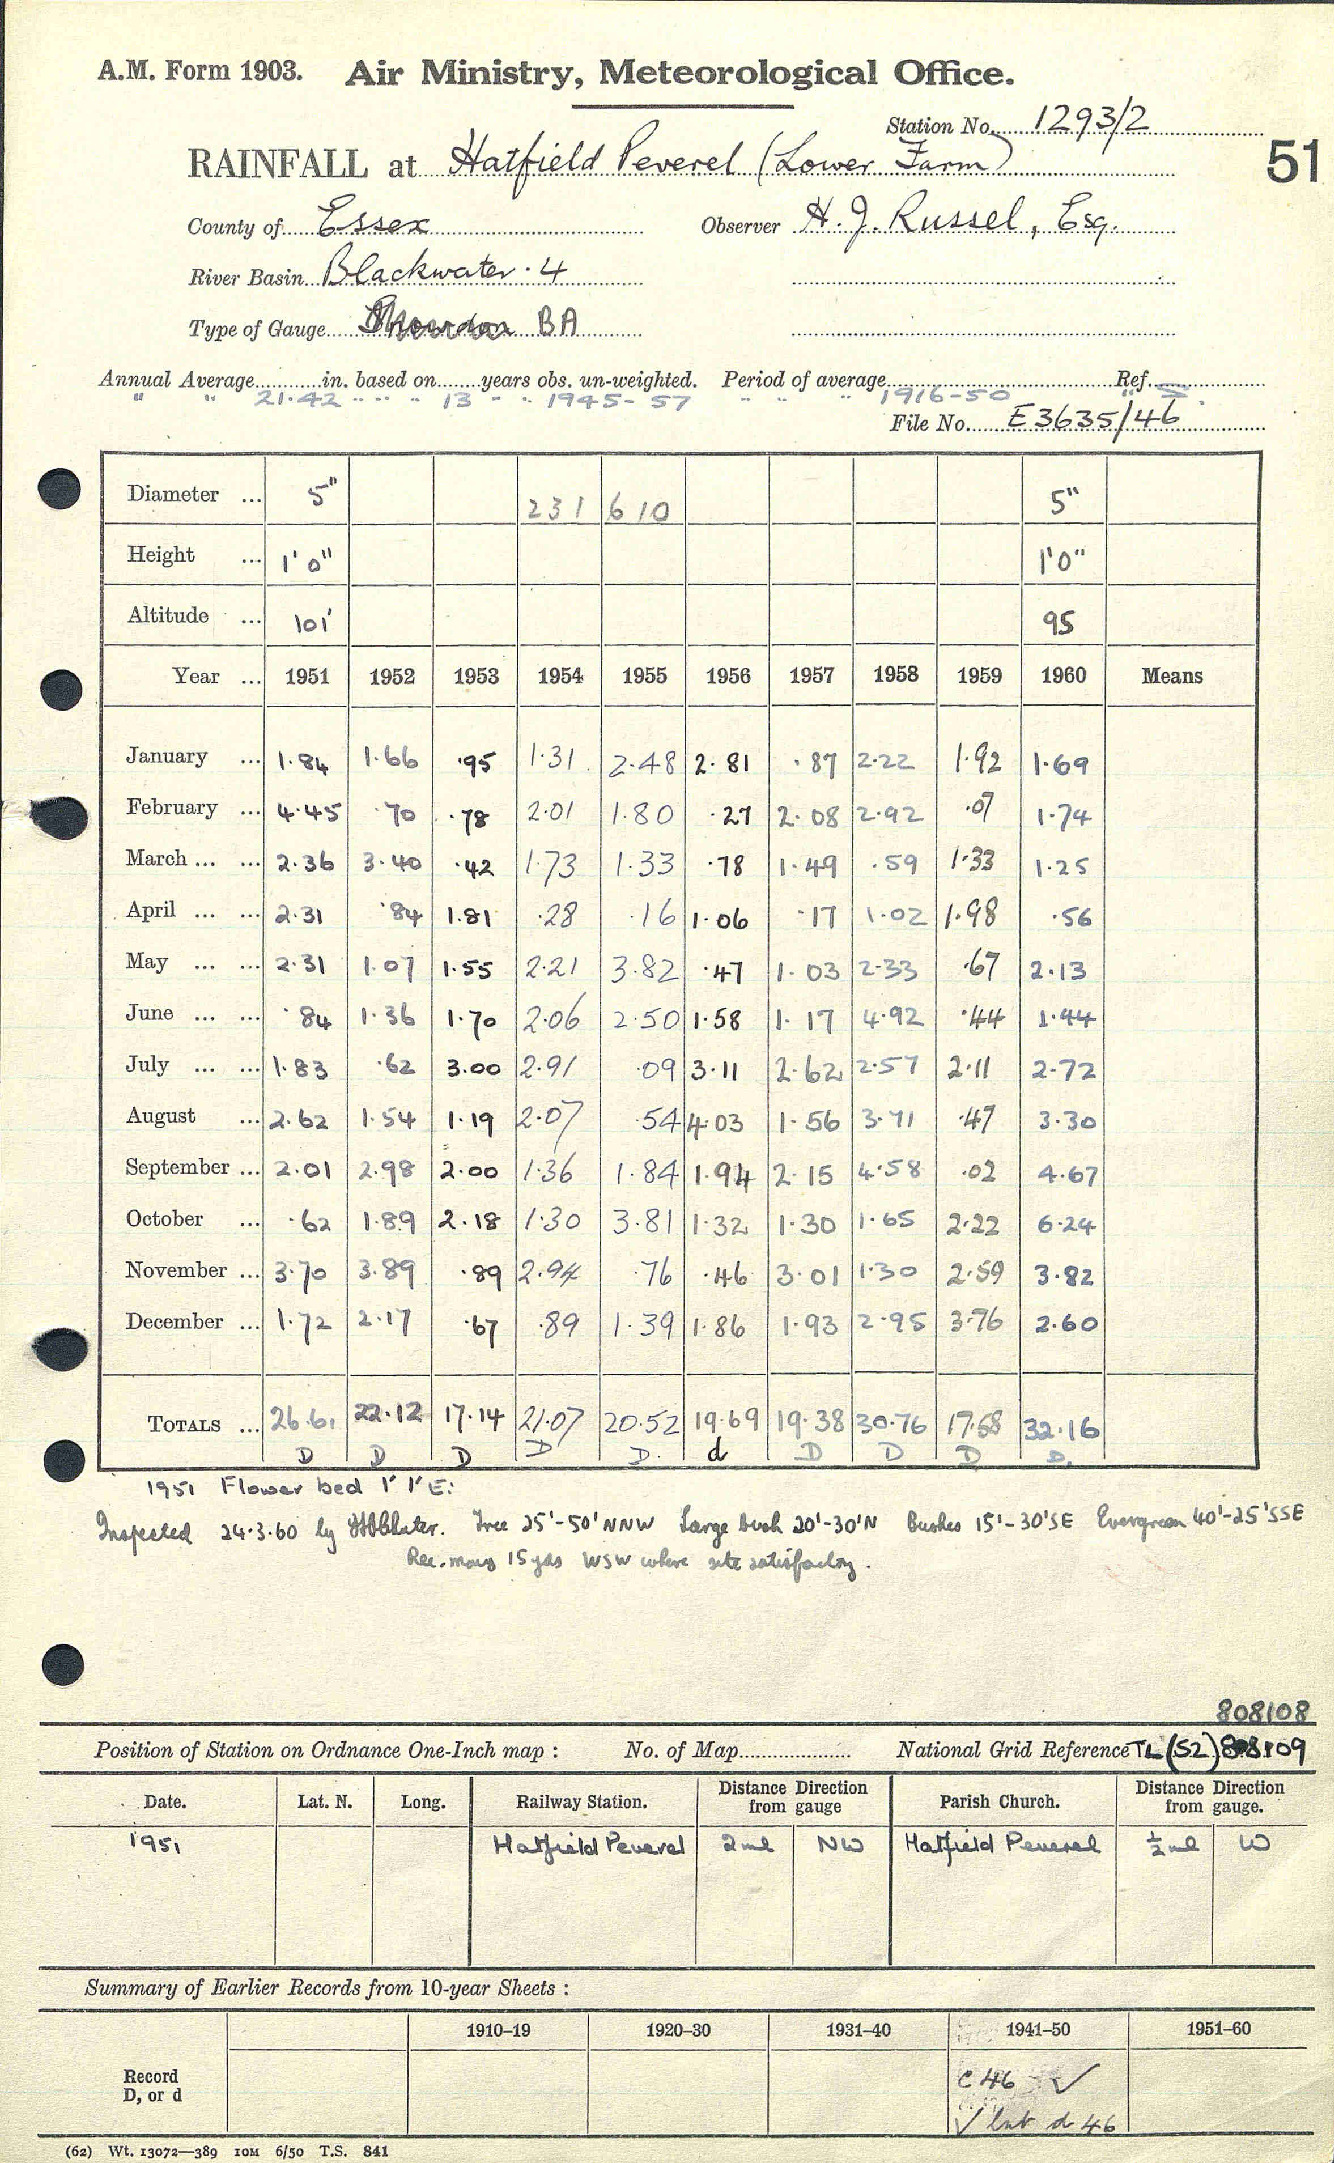 A.M. Form 1903. Air Ministry, Meteorological Office.
Station No. 1293/2
RAINFALL at Hatfield Peverel (Lower Farm) 51
County of Essex Observer H. J. Russel, Esq.
River Basin Blackwater · 4
Type of Gauge Snowdon BA
Annual Average in. based on years obs. un-weighted. Period of average Ref.
" " 21·42 " " " 13 " " 1945-57 " " " 1916-50 " S.
File No. E3635/46
Diameter ... 5" 231 610 5"
Height ... 1'0" 1'0"
Altitude ... 101' 95
Year ... 1951 1952 1953 1954 1955 1956 1957 1958 1959 1960 Means
January ... 1·84 1·66 ·95 1·31 2·48 2·81 ·87 2·22 1·92 1·69
February ... 4·45 ·70 ·78 2·01 1·80 ·27 2·08 2·92 ·07 1·74
March ... ... 2·36 3·40 ·42 1·73 1·33 ·78 1·49 ·59 1·33 1·25
April ... ... 2·31 ·84 1·81 ·28 ·16 1·06 ·17 1·02 1·98 ·56
May ... ... 2·31 1·07 1·55 2·21 3·82 ·47 1·03 2·33 ·67 2·13
June ... ... ·84 1·36 1·70 2·06 2·50 1·58 1·17 4·92 ·44 1·44
July ... ... 1·83 ·62 3·00 2·91 ·09 3·11 2·62 2·57 2·11 2·72
August ... 2·62 1·54 1·19 2·07 ·54 4·03 1·56 3·71 ·47 3·30
September ... 2·01 2·98 2·00 1·36 1·84 1·94 2·15 4·58 ·02 4·67
October ... ·62 1·89 2·18 1·30 3·81 1·32 1·30 1·65 2·22 6·24
November ... 3·70 3·89 ·89 2·94 ·76 ·46 3·01 1·30 2·59 3·82
December ... 1·72 2·17 ·67 ·89 1·39 1·86 1·93 2·95 3·76 2·60
TOTALS ... 26·61 22·12 17·14 21·07 20·52 19·69 19·38 30·76 17·58 32·16
D D D D D. d D D D D.
1951 Flower bed 1' 1' E:
Inspected 24·3·60 by Tree 25'-50' NNW Large bush 20'-30' N Bushes 15'-30' SE Evergreen 40'-25' SSE
Rec. move 15 yds WSW where site satisfactory.
808108
Position of Station on Ordnance One-Inch map : No. of Map National Grid Reference TL (52) 808109
Date. Lat. N. Long. Railway Station. Distance Direction from gauge Parish Church. Distance Direction from gauge.
1951 Hatfield Peverel 2 ml NW Hatfield Peverel ½ ml W
Summary of Earlier Records from 10-year Sheets :
1910–19 1920–30 1931–40 1941–50 1951–60
Record D, or d C 46 ✓
✓ but d 46
(62) Wt. 13072—389 10M 6/50 T.S. 841